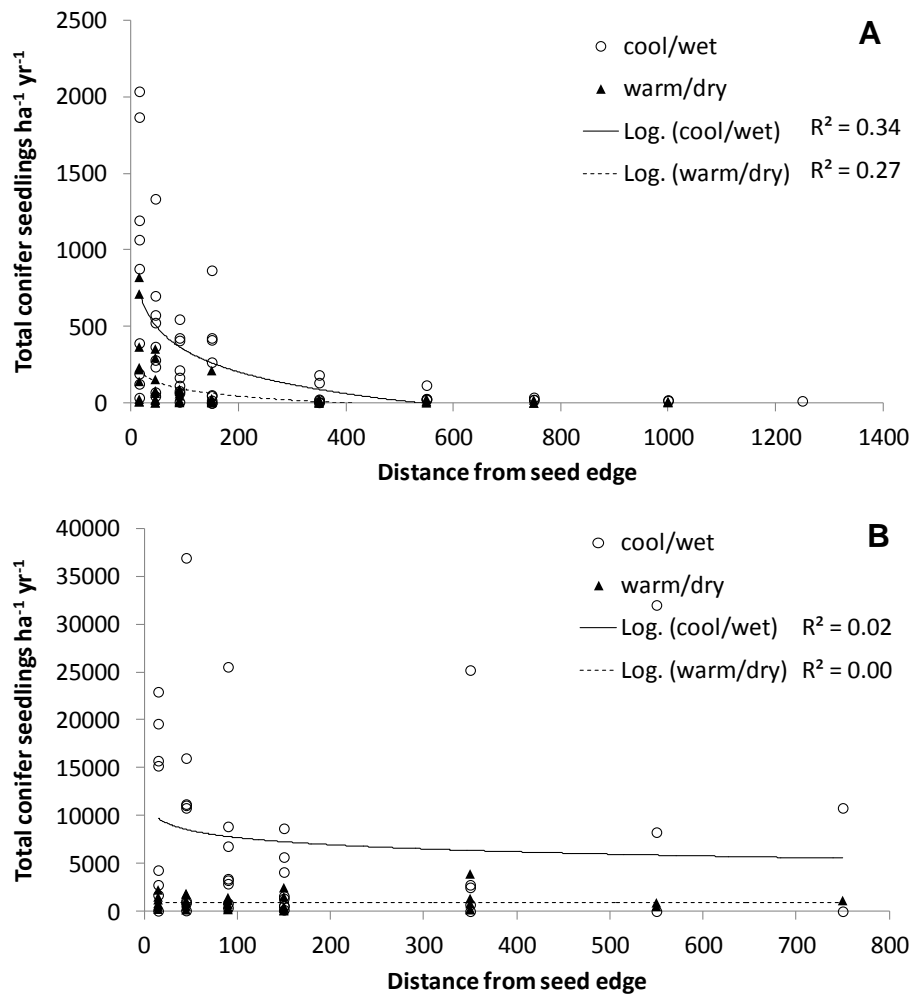 A
2500
2000
1500
1000
500
0
Total conifer seedlings ha⁻¹ yr⁻¹
cool/wet
warm/dry
Log. (cool/wet) R² = 0.34
Log. (warm/dry) R² = 0.27
0 200 400 600 800 1000 1200 1400
Distance from seed edge
B
40000
35000
30000
25000
20000
15000
10000
5000
0
Total conifer seedlings ha⁻¹ yr⁻¹
cool/wet
warm/dry
Log. (cool/wet) R² = 0.02
Log. (warm/dry) R² = 0.00
0 100 200 300 400 500 600 700 800
Distance from seed edge